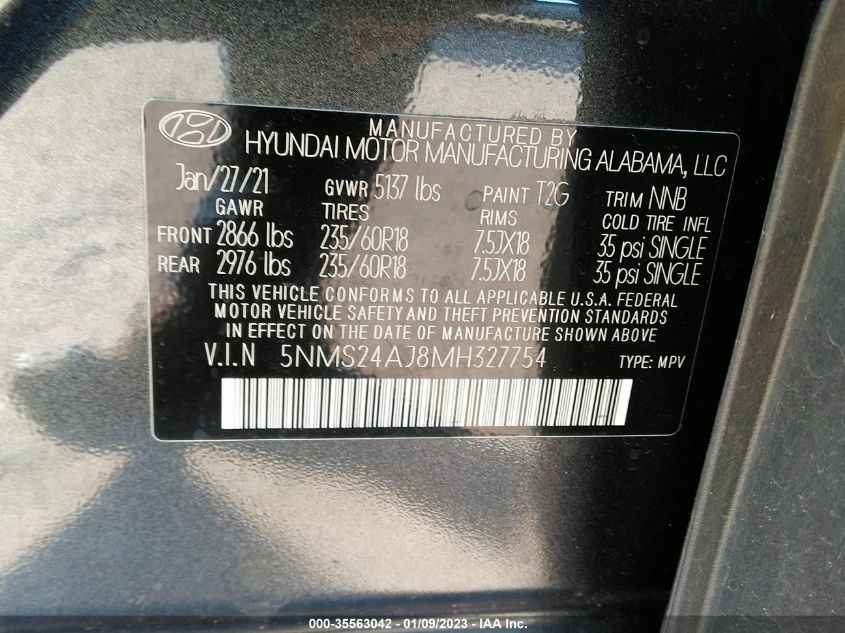 MANUFACTURED BY
HYUNDAI MOTOR MANUFACTURING ALABAMA, LLC
Jan/27/21 GVWR 5137 lbs PAINT T2G TRIM NNB
GAWR TIRES RIMS COLD TIRE INFL
FRONT 2866 lbs 235/60R18 7.5JX18 35 psi SINGLE
REAR 2976 lbs 235/60R18 7.5JX18 35 psi SINGLE
THIS VEHICLE CONFORMS TO ALL APPLICABLE U.S.A. FEDERAL
MOTOR VEHICLE SAFETY AND THEFT PREVENTION STANDARDS
IN EFFECT ON THE DATE OF MANUFACTURE SHOWN ABOVE.
V.I.N 5NMS24AJ8MH327754 TYPE: MPV
000-35563042 - 01/09/2023 - IAA Inc.